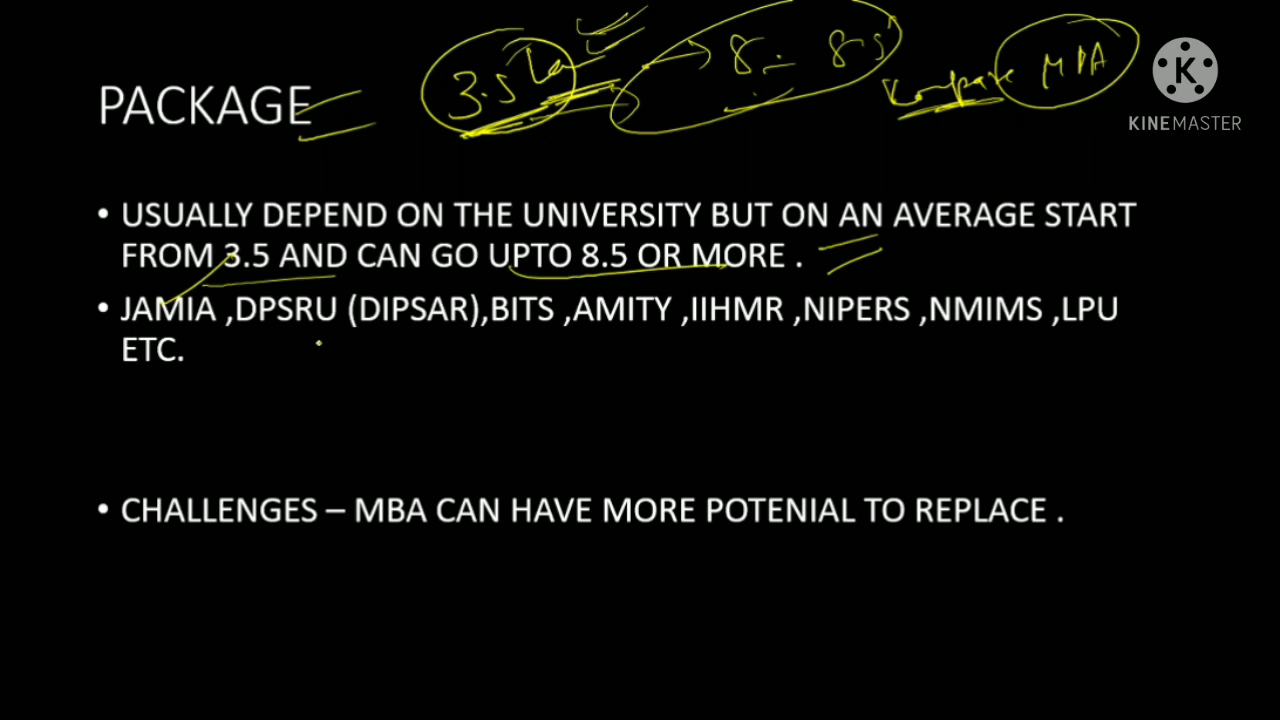 3.5 → 8 - 8.5
Kompare MBA
K
KINEMASTER
PACKAGE
• USUALLY DEPEND ON THE UNIVERSITY BUT ON AN AVERAGE START
FROM 3.5 AND CAN GO UPTO 8.5 OR MORE .
• JAMIA ,DPSRU (DIPSAR),BITS ,AMITY ,IIHMR ,NIPERS ,NMIMS ,LPU
ETC.
• CHALLENGES – MBA CAN HAVE MORE POTENIAL TO REPLACE .